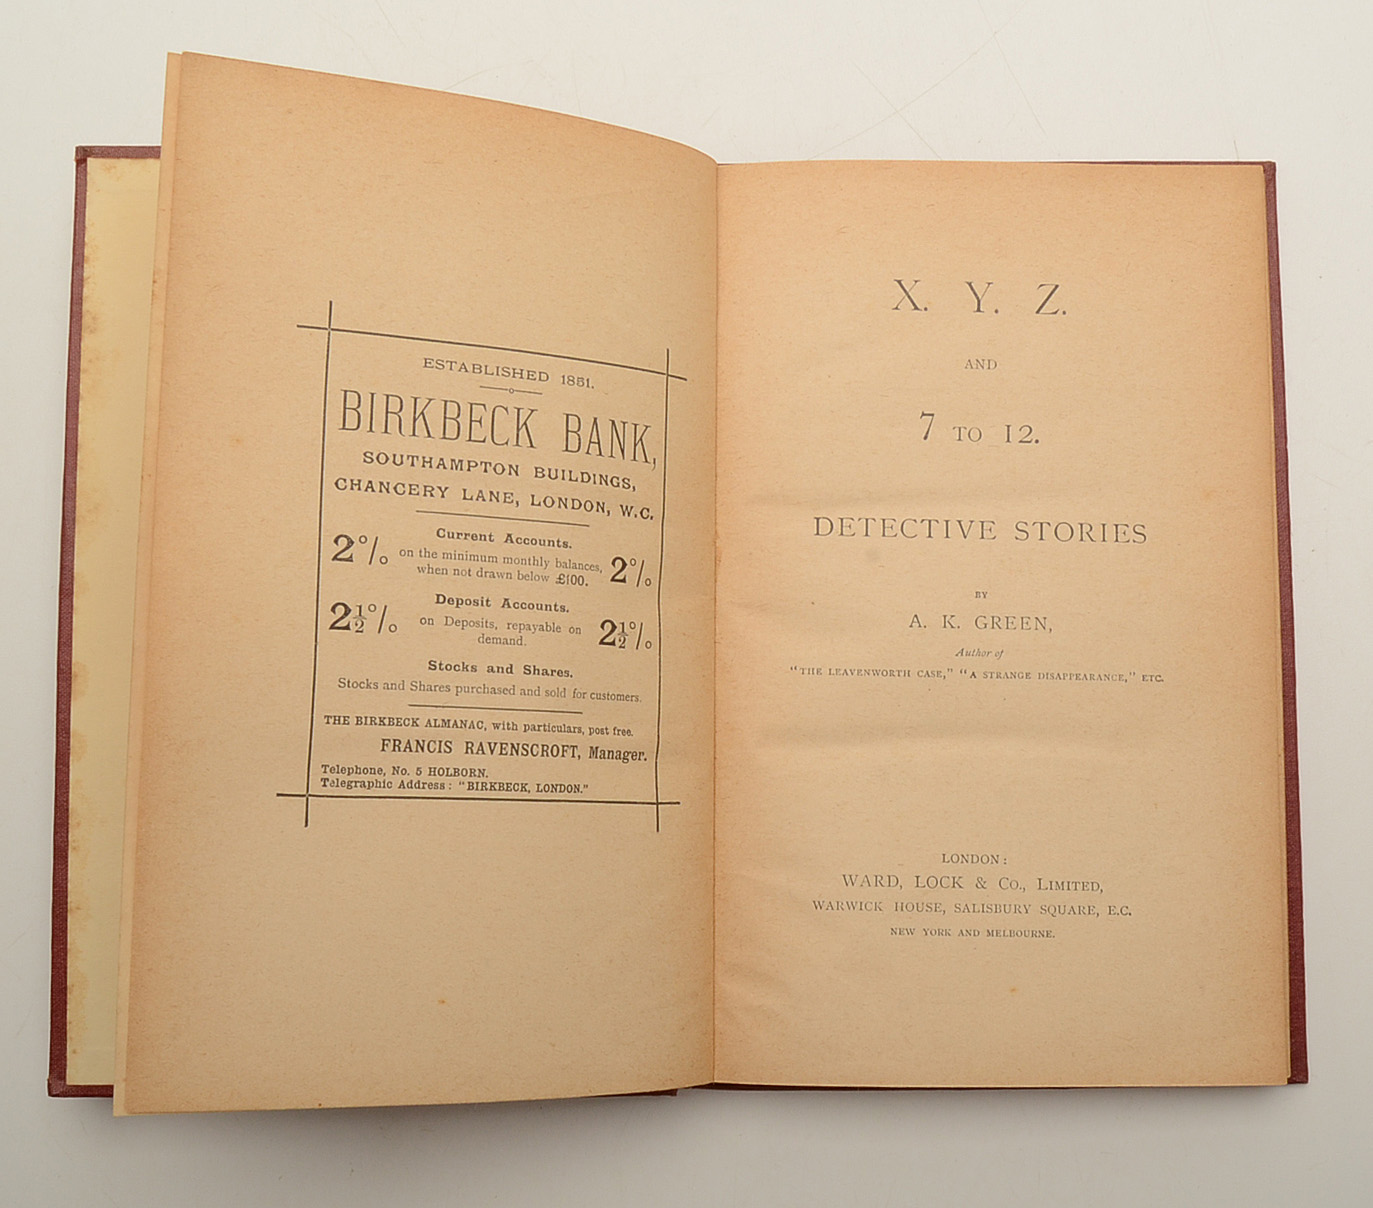 ESTABLISHED 1851.
BIRKBECK BANK,
SOUTHAMPTON BUILDINGS,
CHANCERY LANE, LONDON, W.C.
Current Accounts.
2% on the minimum monthly balances, 2%
when not drawn below £100.
Deposit Accounts.
2½% on Deposits, repayable on 2½%
demand.
Stocks and Shares.
Stocks and Shares purchased and sold for customers.
THE BIRKBECK ALMANAC, with particulars, post free.
FRANCIS RAVENSCROFT, Manager.
Telephone, No. 5 HOLBORN.
Telegraphic Address: "BIRKBECK, LONDON."
X. Y. Z.
AND
7 TO 12.
DETECTIVE STORIES
BY
A. K. GREEN,
Author of
"THE LEAVENWORTH CASE," "A STRANGE DISAPPEARANCE," ETC.
LONDON:
WARD, LOCK & Co., LIMITED,
WARWICK HOUSE, SALISBURY SQUARE, E.C.
NEW YORK AND MELBOURNE.